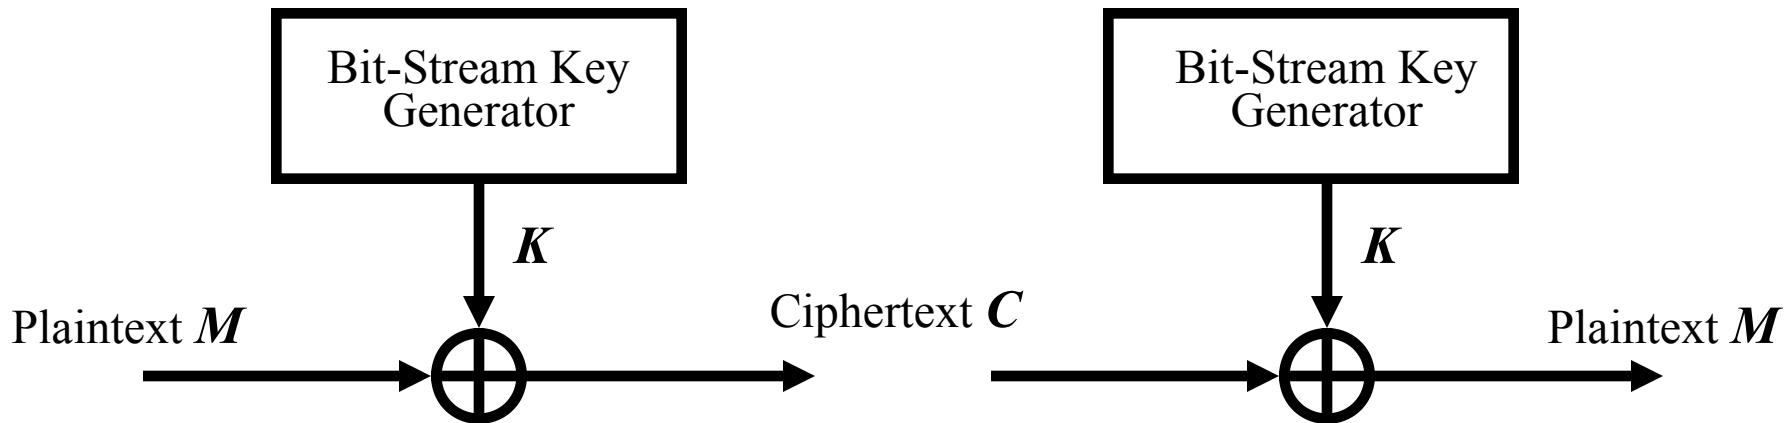 Bit-Stream Key
Generator
Bit-Stream Key
Generator
K
K
Plaintext M
Ciphertext C
Plaintext M